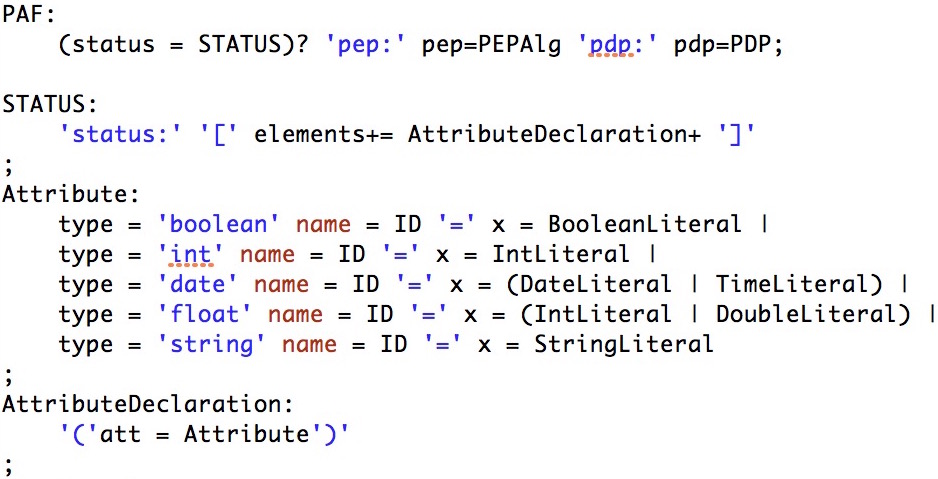 PAF:
(status = STATUS)? 'pep:' pep=PEPAlg 'pdp:' pdp=PDP;
STATUS:
'status:' '[' elements+= AttributeDeclaration+ ']'
;
Attribute:
type = 'boolean' name = ID '=' x = BooleanLiteral |
type = 'int' name = ID '=' x = IntLiteral |
type = 'date' name = ID '=' x = (DateLiteral | TimeLiteral) |
type = 'float' name = ID '=' x = (IntLiteral | DoubleLiteral) |
type = 'string' name = ID '=' x = StringLiteral
;
AttributeDeclaration:
'('att = Attribute')'
;